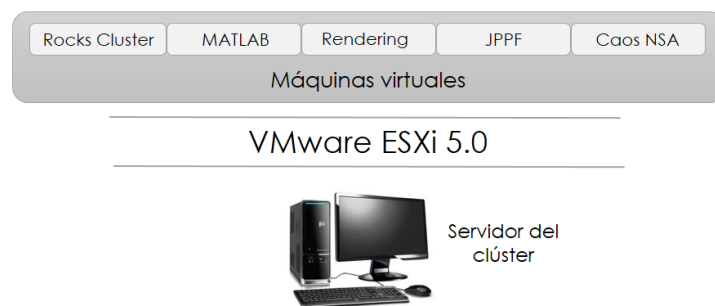 Rocks Cluster
MATLAB
Rendering
JPPF
Caos NSA
Máquinas virtuales
VMware ESXi 5.0
Servidor del
clúster